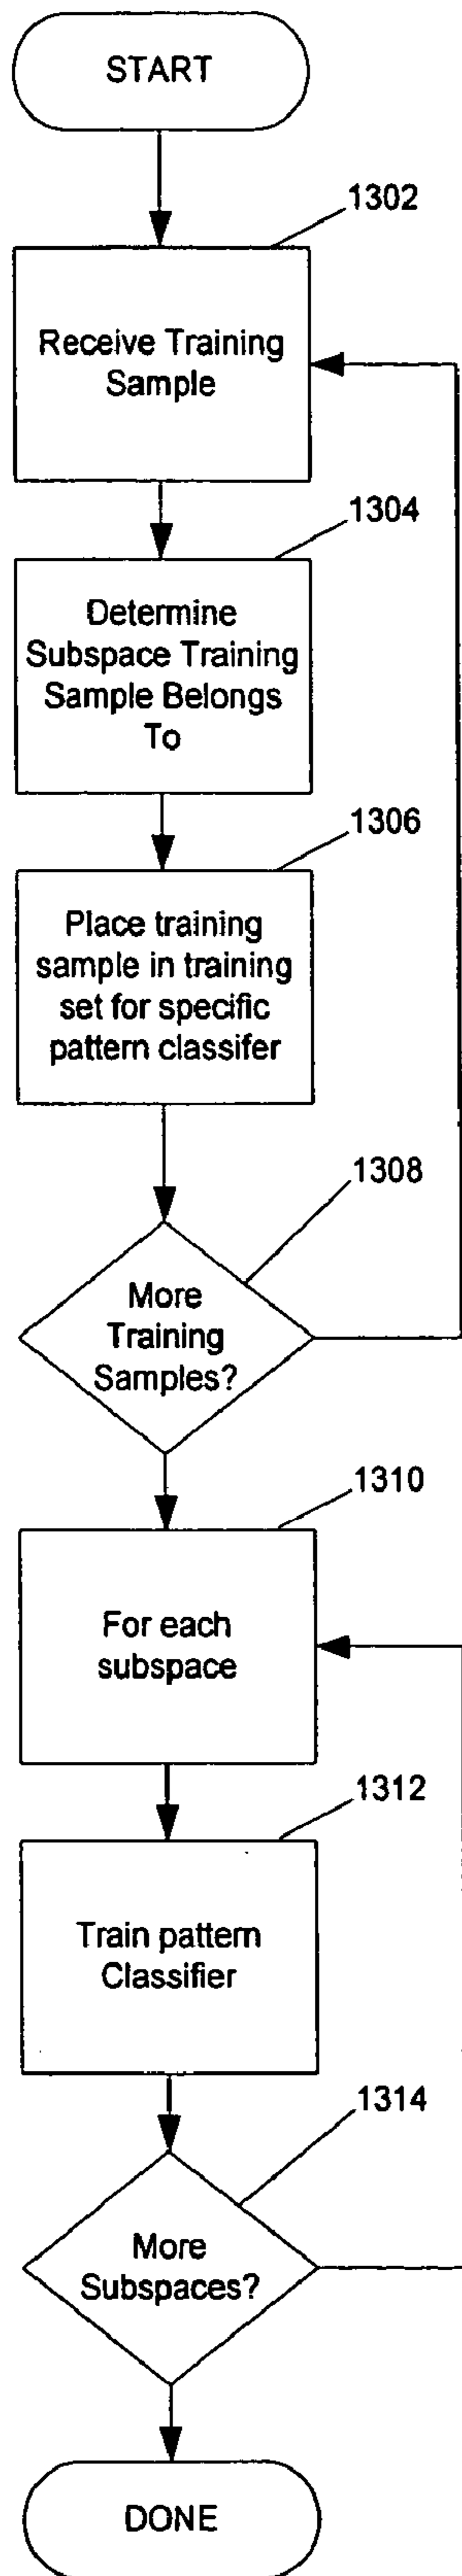 START
1302
Receive Training
Sample
1304
Determine
Subspace Training
Sample Belongs
To
1306
Place training
sample in training
set for specific
pattern classifer
1308
More
Training
Samples?
1310
For each
subspace
1312
Train pattern
Classifier
1314
More
Subspaces?
DONE